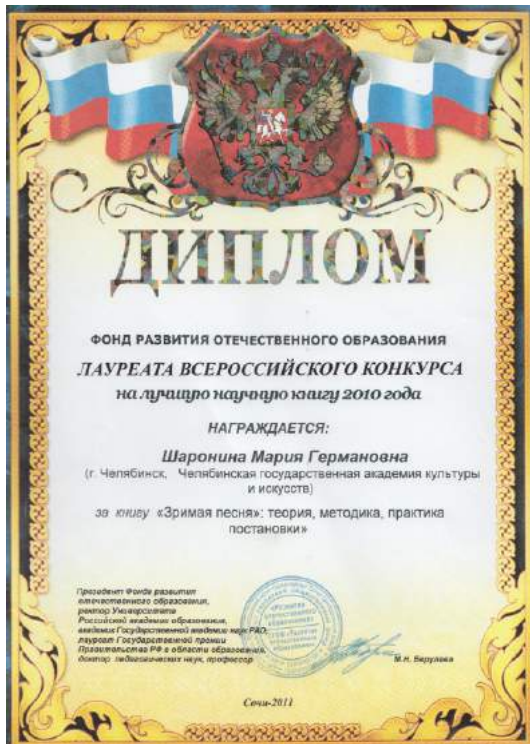 ДИПЛОМ
ФОНД РАЗВИТИЯ ОТЕЧЕСТВЕННОГО ОБРАЗОВАНИЯ
ЛАУРЕАТА ВСЕРОССИЙСКОГО КОНКУРСА
на лучшую научную книгу 2010 года
НАГРАЖДАЕТСЯ:
Шаронина Мария Германовна
(г. Челябинск, Челябинская государственная академия культуры
и искусств)
за книгу «Зримая песня»: теория, методика, практика
постановки»
Президент Фонда развития
отечественного образования,
ректор Университета
Российской академии образования,
академик Государственной академии наук РАО,
лауреат Государственной премии
Правительства РФ в области образования,
доктор педагогических наук, профессор
М.Н. Берулава
Сочи-2011